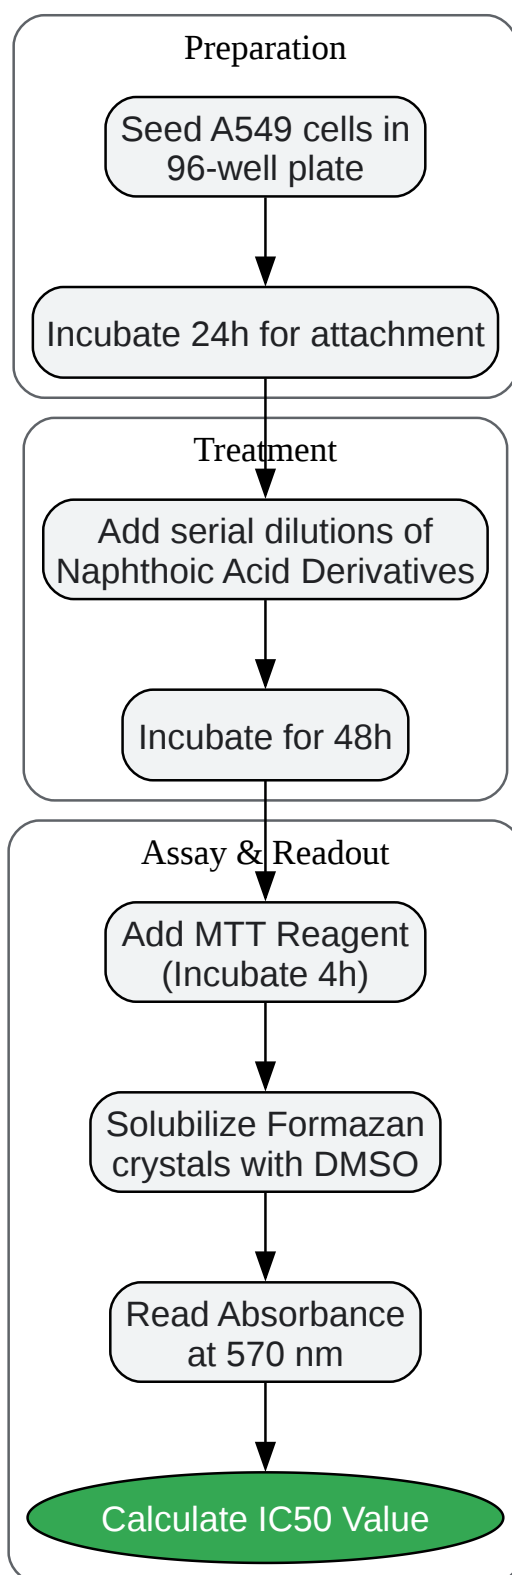 Preparation
Seed A549 cells in
96-well plate
Incubate 24h for attachment
Treatment
Add serial dilutions of
Naphthoic Acid Derivatives
Incubate for 48h
Assay & Readout
Add MTT Reagent
(Incubate 4h)
Solubilize Formazan
crystals with DMSO
Read Absorbance
at 570 nm
Calculate IC50 Value